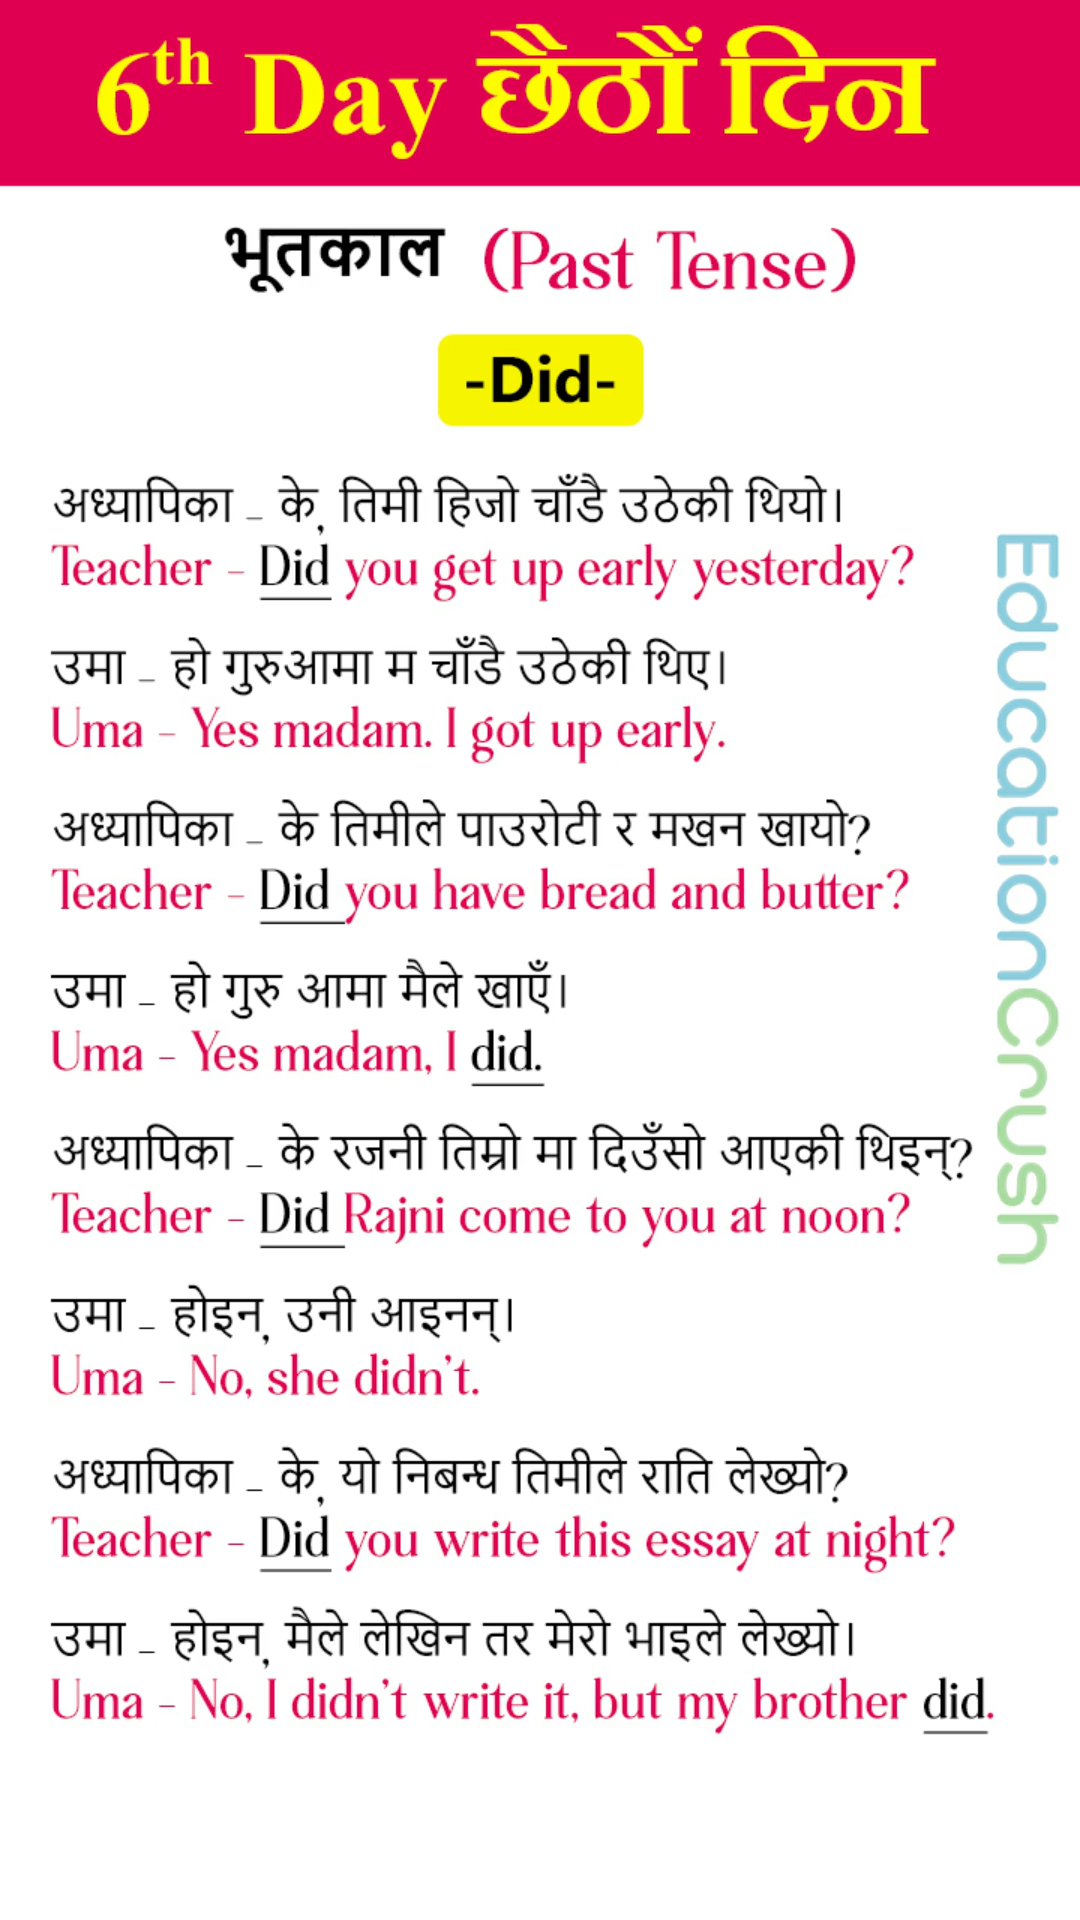 6th Day छैठौं दिन
भूतकाल (Past Tense)
-Did-
अध्यापिका - के, तिमी हिजो चाँडै उठेकी थियो।
Teacher - Did you get up early yesterday?
उमा - हो गुरुआमा म चाँडै उठेकी थिए।
Uma - Yes madam. I got up early.
अध्यापिका - के तिमीले पाउरोटी र मखन खायो?
Teacher - Did you have bread and butter?
उमा - हो गुरु आमा मैले खाएँ।
Uma - Yes madam, I did.
अध्यापिका - के रजनी तिम्रो मा दिउँसो आएकी थिइन्?
Teacher - Did Rajni come to you at noon?
उमा - होइन, उनी आइनन्।
Uma - No, she didn't.
अध्यापिका - के, यो निबन्ध तिमीले राति लेख्यो?
Teacher - Did you write this essay at night?
उमा - होइन, मैले लेखिन तर मेरो भाइले लेख्यो।
Uma - No, I didn't write it, but my brother did.
EducationCrush